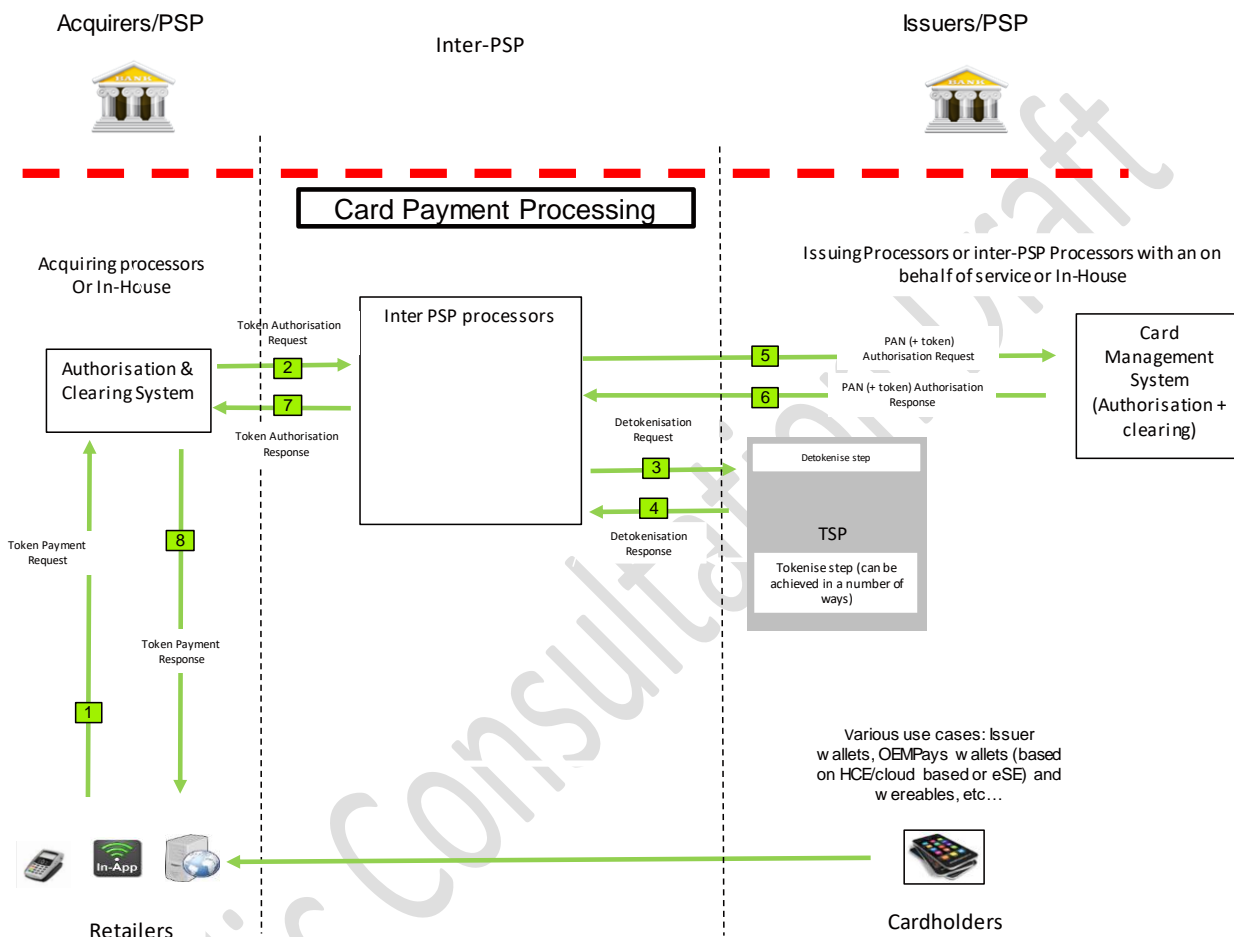 Acquirers/PSP
Inter-PSP
Issuers/PSP
BANK
BANK
Card Payment Processing
Acquiring processors
Or In-House
Issuing Processors or inter-PSP Processors with an on
behalf of service or In-House
Token Authorisation
Request
2
7
Token Authorisation
Response
Authorisation &
Clearing System
Inter PSP processors
5
PAN (+ token)
Authorisation Request
6
PAN (+ token) Authorisation
Response
Card
Management
System
(Authorisation +
clearing)
Detokenisation
Request
3
4
Detokenisation
Response
Detokenise step
TSP
Tokenise step (can be
achieved in a number of
ways)
Token Payment
Request
8
Token Payment
Response
1
Various use cases: Issuer
wallets, OEMPays wallets (based
on HCE/cloud based or eSE) and
wereables, etc…
In-App
Retailers
Cardholders
ic Consultation Draft